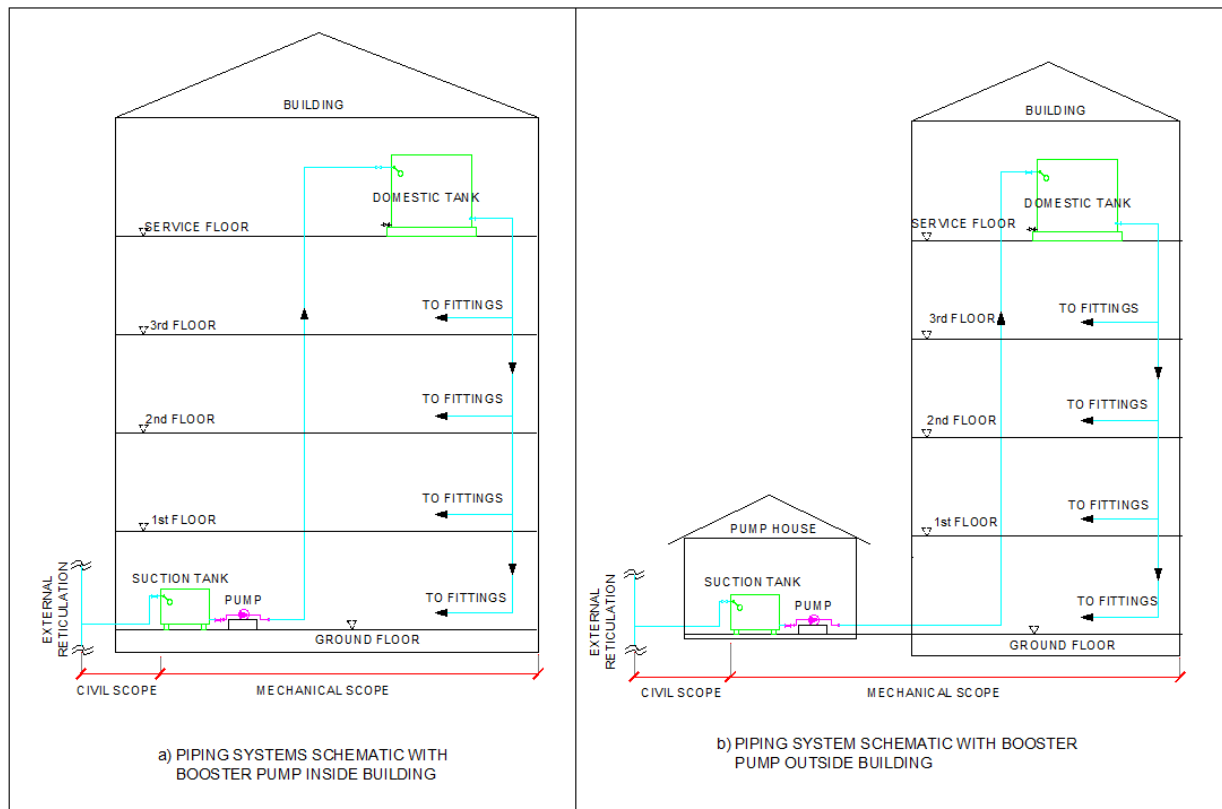 BUILDING
DOMESTIC TANK
SERVICE FLOOR
TO FITTINGS
3rd FLOOR
TO FITTINGS
2nd FLOOR
TO FITTINGS
1st FLOOR
SUCTION TANK
PUMP
TO FITTINGS
EXTERNAL
RETICULATION
GROUND FLOOR
CIVIL SCOPE
MECHANICAL SCOPE
a) PIPING SYSTEMS SCHEMATIC WITH
BOOSTER PUMP INSIDE BUILDING
BUILDING
DOMESTIC TANK
SERVICE FLOOR
TO FITTINGS
3rd FLOOR
TO FITTINGS
2nd FLOOR
TO FITTINGS
1st FLOOR
PUMP HOUSE
SUCTION TANK
PUMP
TO FITTINGS
EXTERNAL
RETICULATION
GROUND FLOOR
CIVIL SCOPE
MECHANICAL SCOPE
b) PIPING SYSTEM SCHEMATIC WITH BOOSTER
PUMP OUTSIDE BUILDING